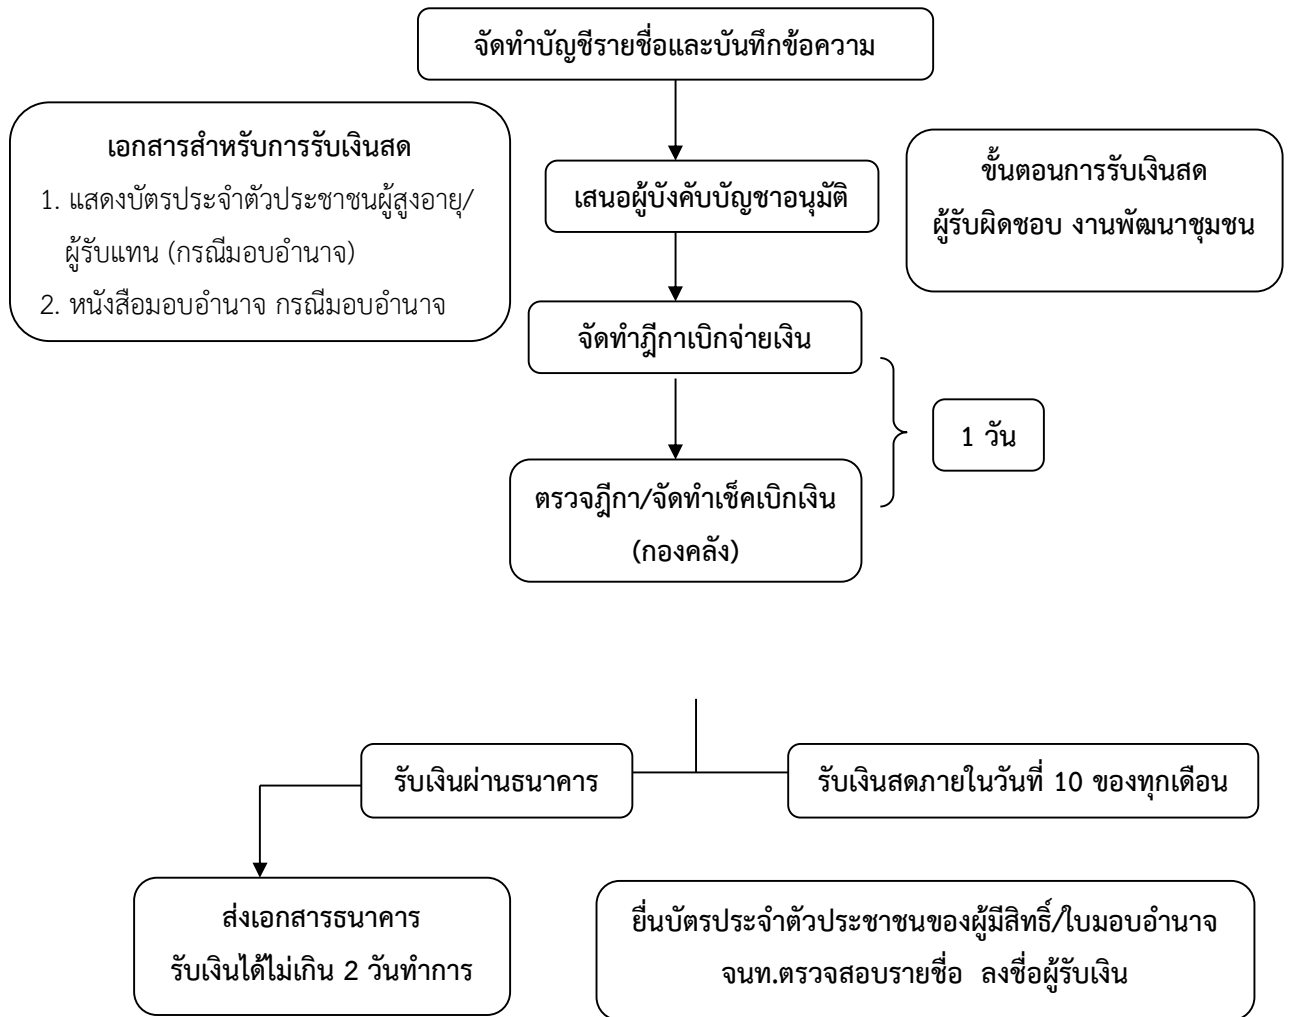 จัดทำบัญชีรายชื่อและบันทึกข้อความ
เอกสารสำหรับการรับเงินสด
1. แสดงบัตรประจำตัวประชาชนผู้สูงอายุ/
ผู้รับแทน (กรณีมอบอำนาจ)
2. หนังสือมอบอำนาจ กรณีมอบอำนาจ
เสนอผู้บังคับบัญชาอนุมัติ
ขั้นตอนการรับเงินสด
ผู้รับผิดชอบ งานพัฒนาชุมชน
จัดทำฎีกาเบิกจ่ายเงิน
1 วัน
ตรวจฎีกา/จัดทำเช็คเบิกเงิน
(กองคลัง)
รับเงินผ่านธนาคาร
รับเงินสดภายในวันที่ 10 ของทุกเดือน
ส่งเอกสารธนาคาร
รับเงินได้ไม่เกิน 2 วันทำการ
ยื่นบัตรประจำตัวประชาชนของผู้มีสิทธิ์/ใบมอบอำนาจ
จนท.ตรวจสอบรายชื่อ ลงชื่อผู้รับเงิน